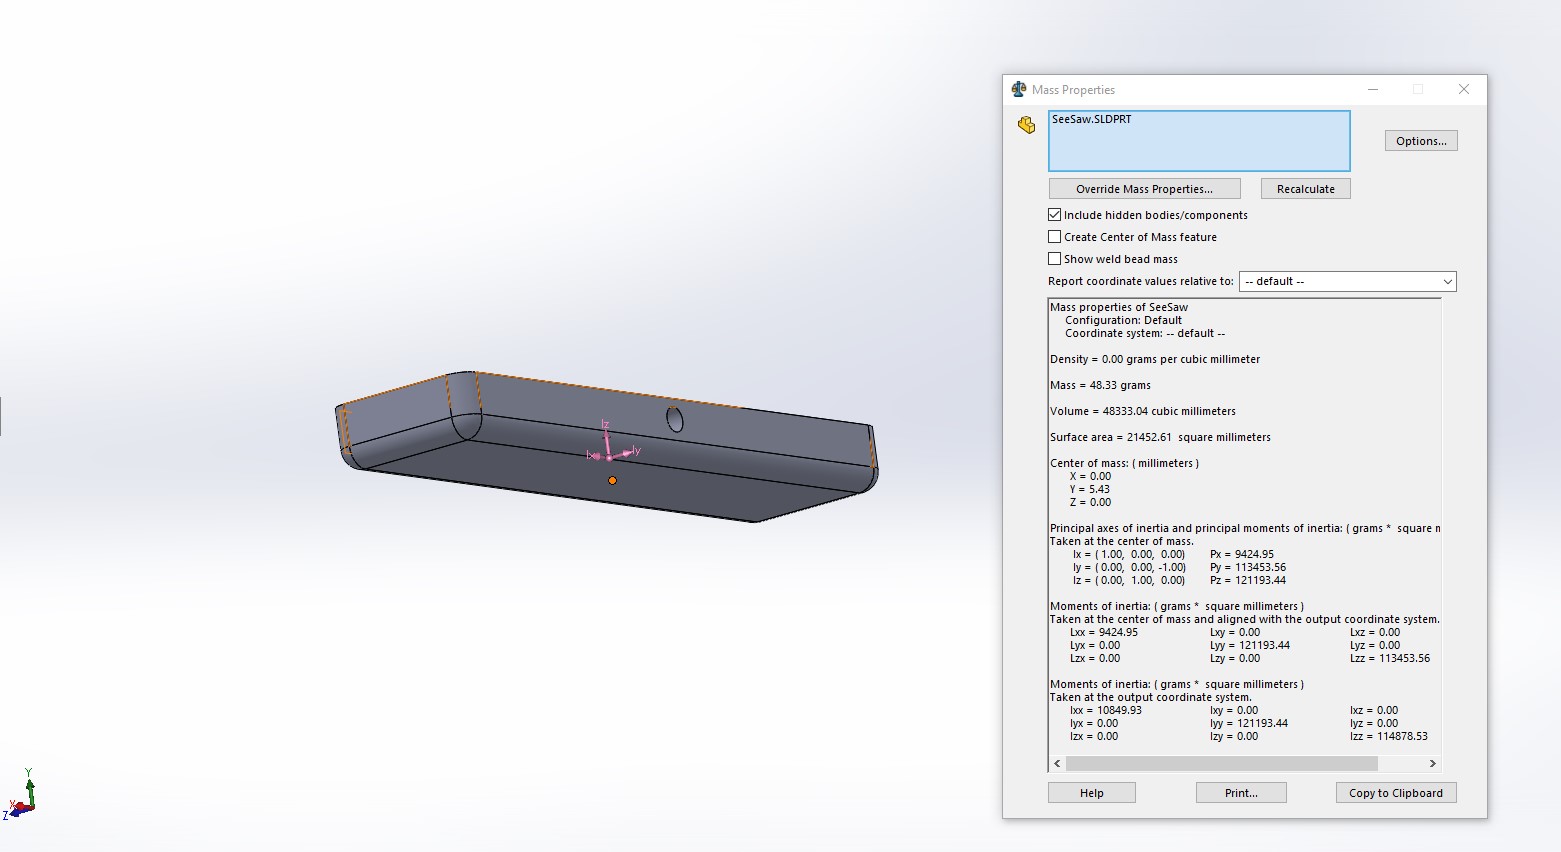 Mass Properties
SeeSaw.SLDPRT
Options...
Override Mass Properties...
Recalculate
Include hidden bodies/components
Create Center of Mass feature
Show weld bead mass
Report coordinate values relative to: -- default --
Mass properties of SeeSaw
Configuration: Default
Coordinate system: -- default --
Density = 0.00 grams per cubic millimeter
Mass = 48.33 grams
Volume = 48333.04 cubic millimeters
Surface area = 21452.61 square millimeters
Center of mass: ( millimeters )
X = 0.00
Y = 5.43
Z = 0.00
Principal axes of inertia and principal moments of inertia: ( grams * square m
Taken at the center of mass.
Ix = ( 1.00, 0.00, 0.00) Px = 9424.95
Iy = ( 0.00, 0.00, -1.00) Py = 113453.56
Iz = ( 0.00, 1.00, 0.00) Pz = 121193.44
Moments of inertia: ( grams * square millimeters )
Taken at the center of mass and aligned with the output coordinate system.
Lxx = 9424.95 Lxy = 0.00 Lxz = 0.00
Lyx = 0.00 Lyy = 121193.44 Lyz = 0.00
Lzx = 0.00 Lzy = 0.00 Lzz = 113453.56
Moments of inertia: ( grams * square millimeters )
Taken at the output coordinate system.
Ixx = 10849.93 Ixy = 0.00 Ixz = 0.00
Iyx = 0.00 Iyy = 121193.44 Iyz = 0.00
Izx = 0.00 Izy = 0.00 Izz = 114878.53
Help
Print...
Copy to Clipboard
Iz
Ix
Iy
Y
X
Z